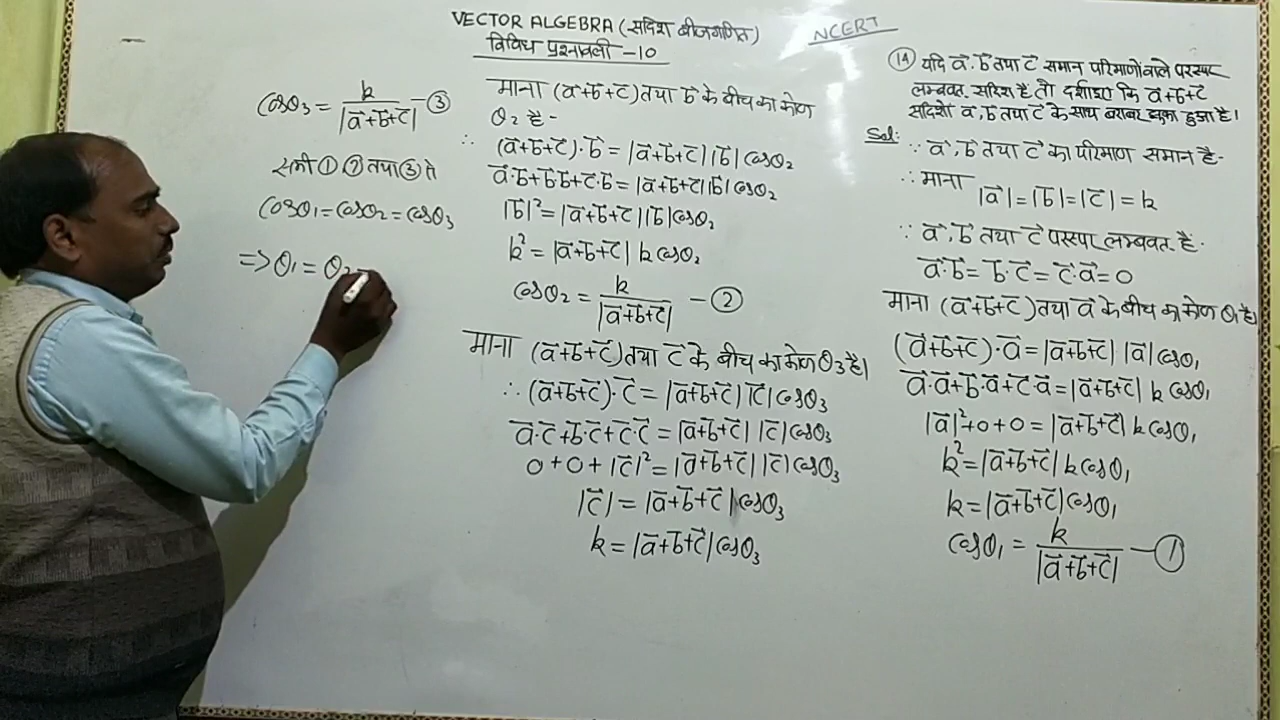 VECTOR ALGEBRA (सदिश बीजगणित)
NCERT
विविध प्रश्नावली -10
(14) यदि a⃗, b⃗ तथा c⃗ समान परिमाणों वाले परस्पर
लम्बवत् सदिश है तो दर्शाइए कि a⃗+b⃗+c⃗
सदिशों a⃗, b⃗ तथा c⃗ के साथ बराबर झुका हुआ है।
Sol:
∵ a⃗, b⃗ तथा c⃗ का परिमाण समान है-
∴ माना
|a⃗| = |b⃗| = |c⃗| = k
∵ a⃗, b⃗ तथा c⃗ परस्पर लम्बवत् हैं-
a⃗·b⃗ = b⃗·c⃗ = c⃗·a⃗ = 0
माना (a⃗+b⃗+c⃗) तथा a⃗ के बीच का कोण θ₁ है।
(a⃗+b⃗+c⃗)·a⃗ = |a⃗+b⃗+c⃗| |a⃗| cosθ₁
a⃗·a⃗+b⃗·a⃗+c⃗·a⃗ = |a⃗+b⃗+c⃗| k cosθ₁
|a⃗|²+0+0 = |a⃗+b⃗+c⃗| k cosθ₁
k² = |a⃗+b⃗+c⃗| k cosθ₁
k = |a⃗+b⃗+c⃗| cosθ₁
cosθ₁ = k/|a⃗+b⃗+c⃗| — ①
माना (a⃗+b⃗+c⃗) तथा b⃗ के बीच का कोण
θ₂ है -
∴ (a⃗+b⃗+c⃗)·b⃗ = |a⃗+b⃗+c⃗| |b⃗| cosθ₂
a⃗·b⃗+b⃗·b⃗+c⃗·b⃗ = |a⃗+b⃗+c⃗| |b⃗| cosθ₂
|b⃗|² = |a⃗+b⃗+c⃗| |b⃗| cosθ₂
k² = |a⃗+b⃗+c⃗| k cosθ₂
cosθ₂ = k/|a⃗+b⃗+c⃗| — ②
माना (a⃗+b⃗+c⃗) तथा c⃗ के बीच का कोण θ₃ है।
∴ (a⃗+b⃗+c⃗)·c⃗ = |a⃗+b⃗+c⃗| |c⃗| cosθ₃
a⃗·c⃗+b⃗·c⃗+c⃗·c⃗ = |a⃗+b⃗+c⃗| |c⃗| cosθ₃
0+0+|c⃗|² = |a⃗+b⃗+c⃗| |c⃗| cosθ₃
|c⃗| = |a⃗+b⃗+c⃗| cosθ₃
k = |a⃗+b⃗+c⃗| cosθ₃
cosθ₃ = k/|a⃗+b⃗+c⃗| — ③
समी ① ② तथा ③ से
cosθ₁ = cosθ₂ = cosθ₃
⇒ θ₁ = θ₂ =